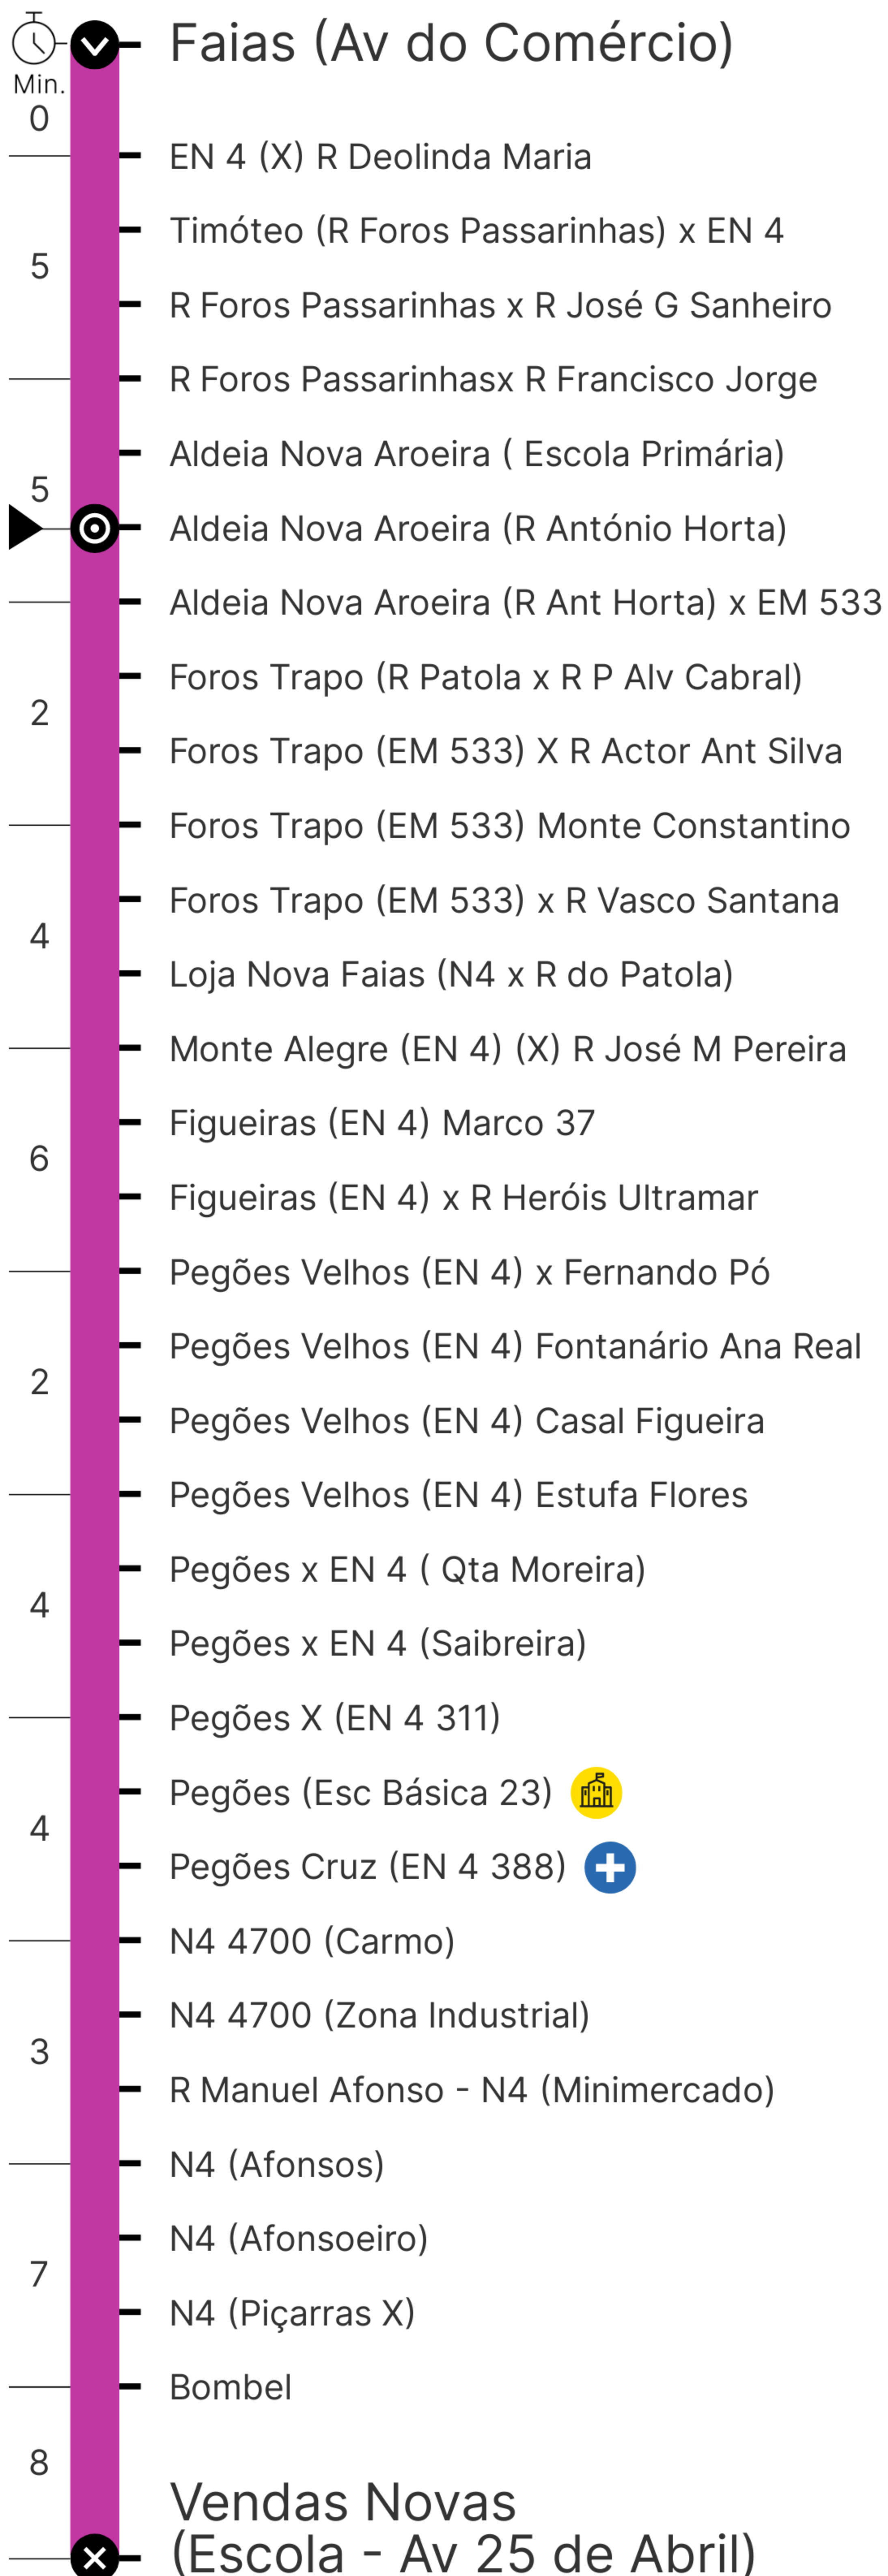 Faias (Av do Comércio)
Min.
0
EN 4 (X) R Deolinda Maria
Timóteo (R Foros Passarinhas) x EN 4
5
R Foros Passarinhas x R José G Sanheiro
R Foros Passarinhasx R Francisco Jorge
Aldeia Nova Aroeira ( Escola Primária)
5
Aldeia Nova Aroeira (R António Horta)
Aldeia Nova Aroeira (R Ant Horta) x EM 533
Foros Trapo (R Patola x R P Alv Cabral)
2
Foros Trapo (EM 533) X R Actor Ant Silva
Foros Trapo (EM 533) Monte Constantino
Foros Trapo (EM 533) x R Vasco Santana
4
Loja Nova Faias (N4 x R do Patola)
Monte Alegre (EN 4) (X) R José M Pereira
Figueiras (EN 4) Marco 37
6
Figueiras (EN 4) x R Heróis Ultramar
Pegões Velhos (EN 4) x Fernando Pó
Pegões Velhos (EN 4) Fontanário Ana Real
2
Pegões Velhos (EN 4) Casal Figueira
Pegões Velhos (EN 4) Estufa Flores
Pegões x EN 4 ( Qta Moreira)
4
Pegões x EN 4 (Saibreira)
Pegões X (EN 4 311)
Pegões (Esc Básica 23)
4
Pegões Cruz (EN 4 388)
N4 4700 (Carmo)
N4 4700 (Zona Industrial)
3
R Manuel Afonso - N4 (Minimercado)
N4 (Afonsos)
N4 (Afonsoeiro)
7
N4 (Piçarras X)
Bombel
8
Vendas Novas
(Escola - Av 25 de Abril)